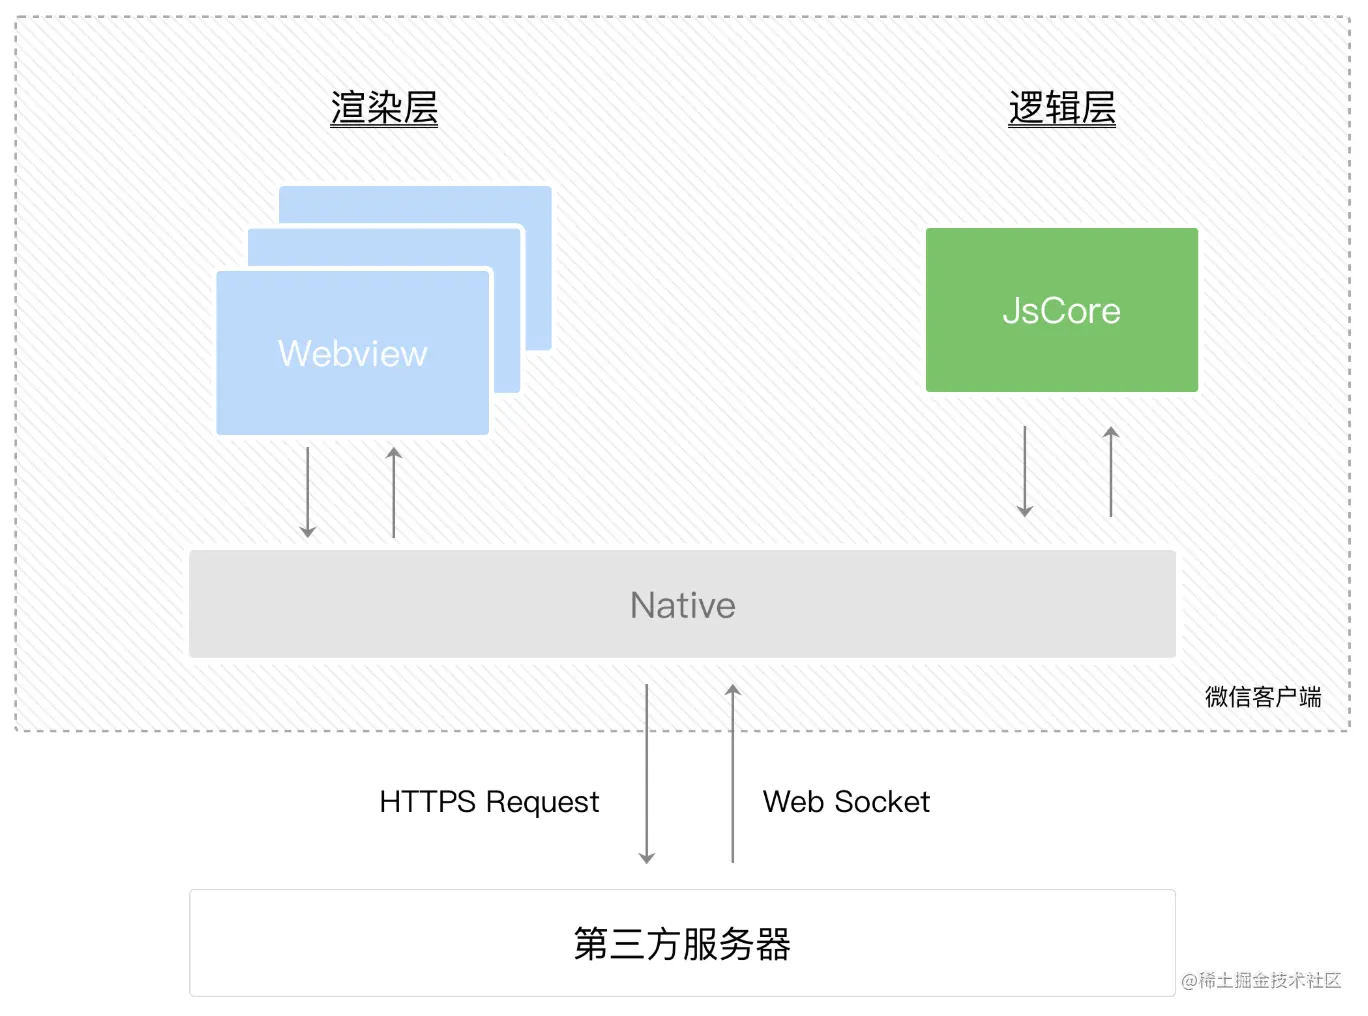 渲染层
逻辑层
Webview
JsCore
Native
微信客户端
HTTPS Request
Web Socket
第三方服务器
@稀土掘金技术社区